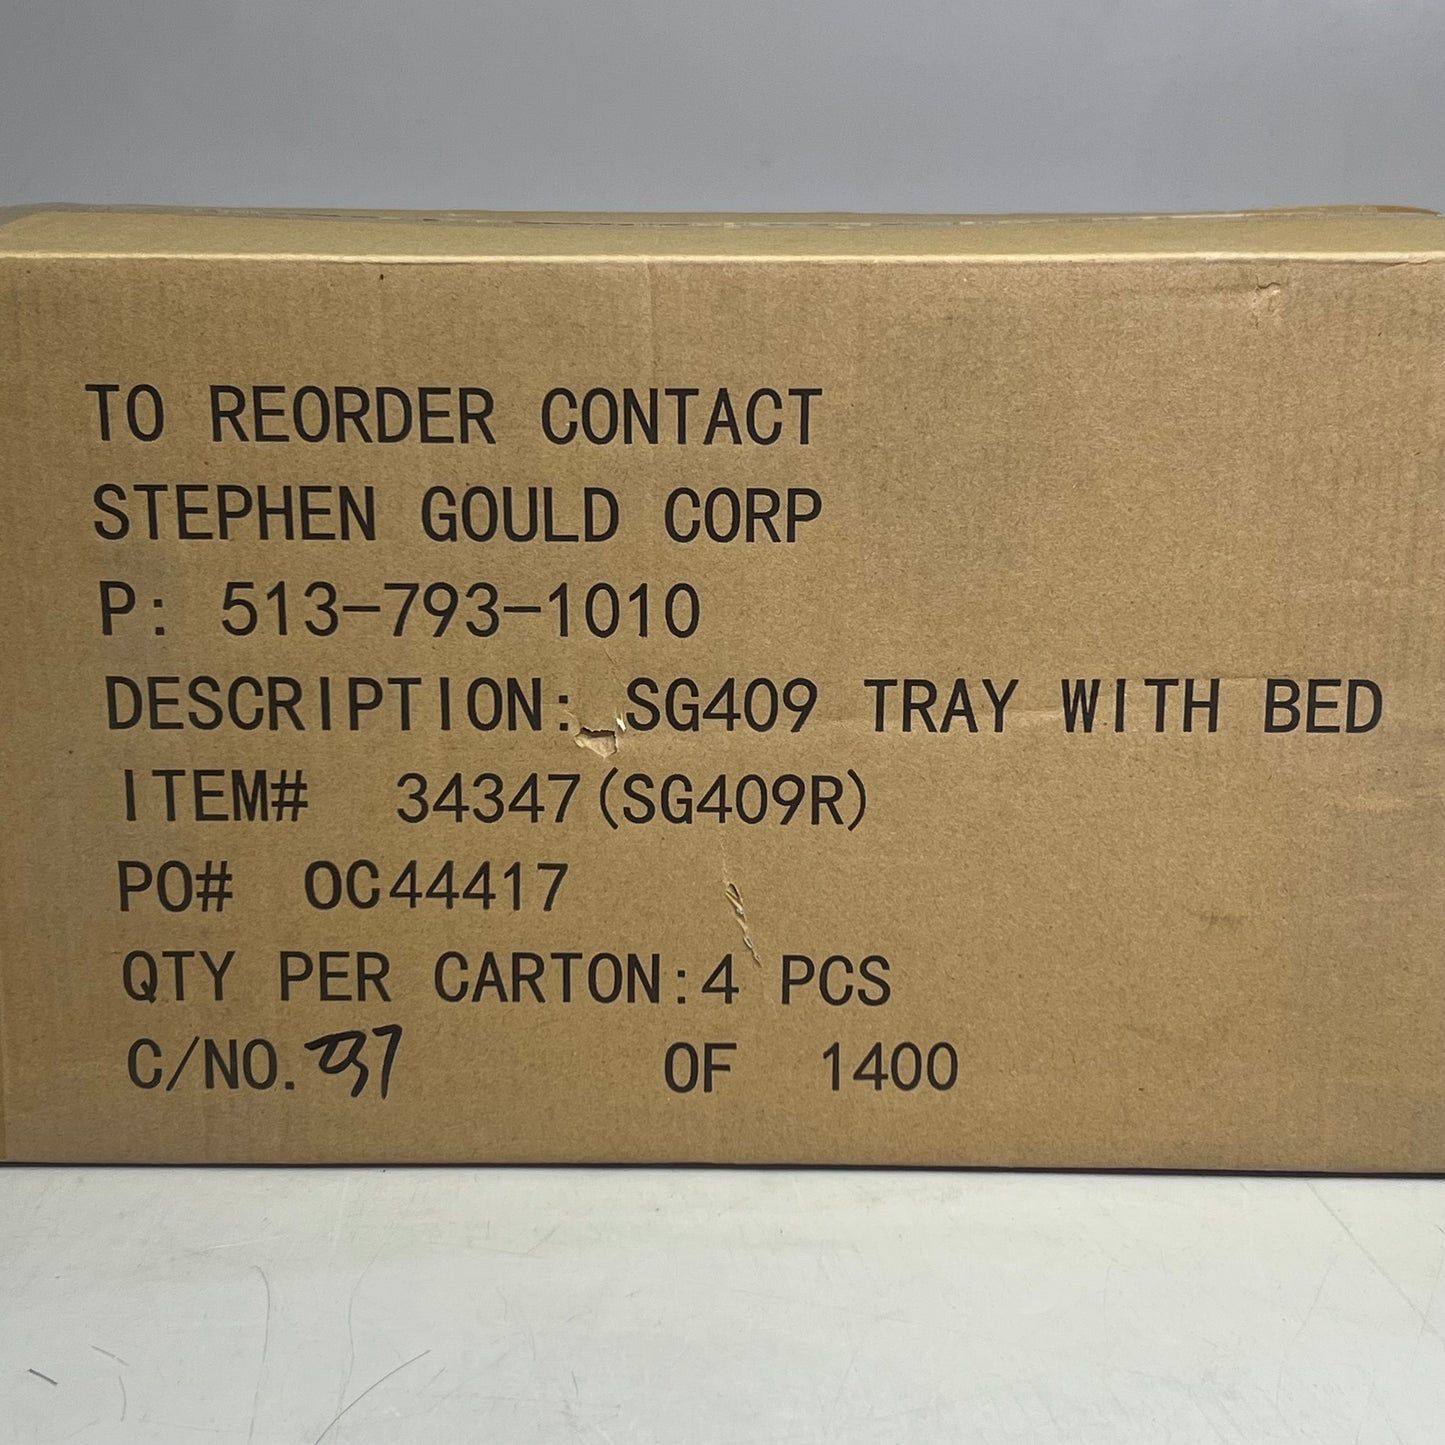 TO REORDER CONTACT
STEPHEN GOULD CORP
P: 513-793-1010
DESCRIPTION: SG409 TRAY WITH BED
ITEM# 34347(SG409R)
PO# OC44417
QTY PER CARTON:4 PCS
C/NO. OF 1400